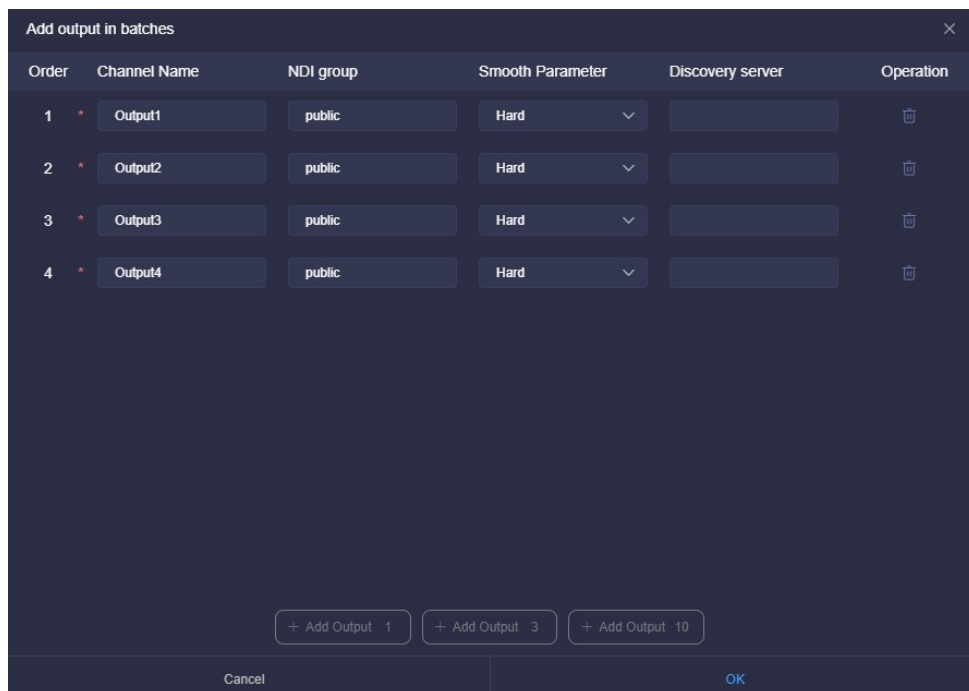 Add output in batches
Order Channel Name NDI group Smooth Parameter Discovery server Operation
1 * Output1 public Hard
2 * Output2 public Hard
3 * Output3 public Hard
4 * Output4 public Hard
+ Add Output 1 + Add Output 3 + Add Output 10
Cancel OK